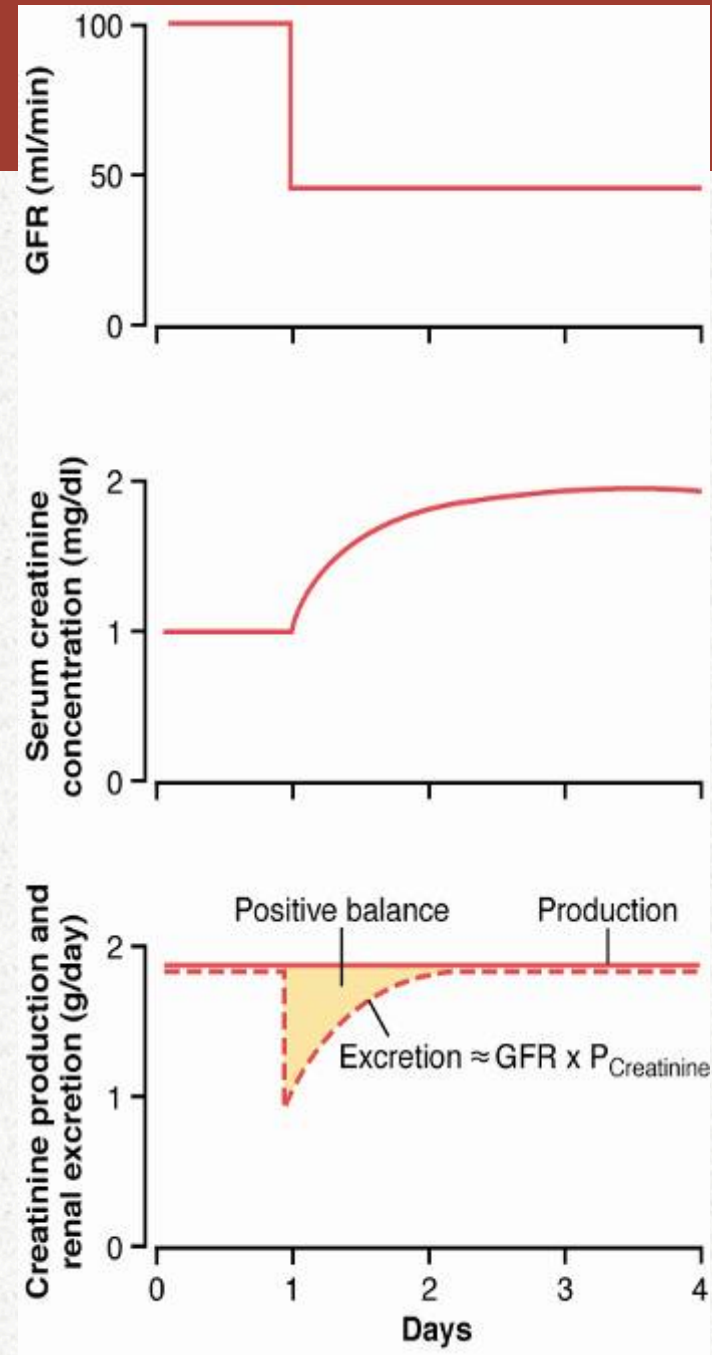 GFR (ml/min)
100
50
0
Serum creatinine
concentration (mg/dl)
2
1
0
Creatinine production and
renal excretion (g/day)
2
1
0
Positive balance
Production
Excretion ≈ GFR x PCreatinine
0 1 2 3 4
Days